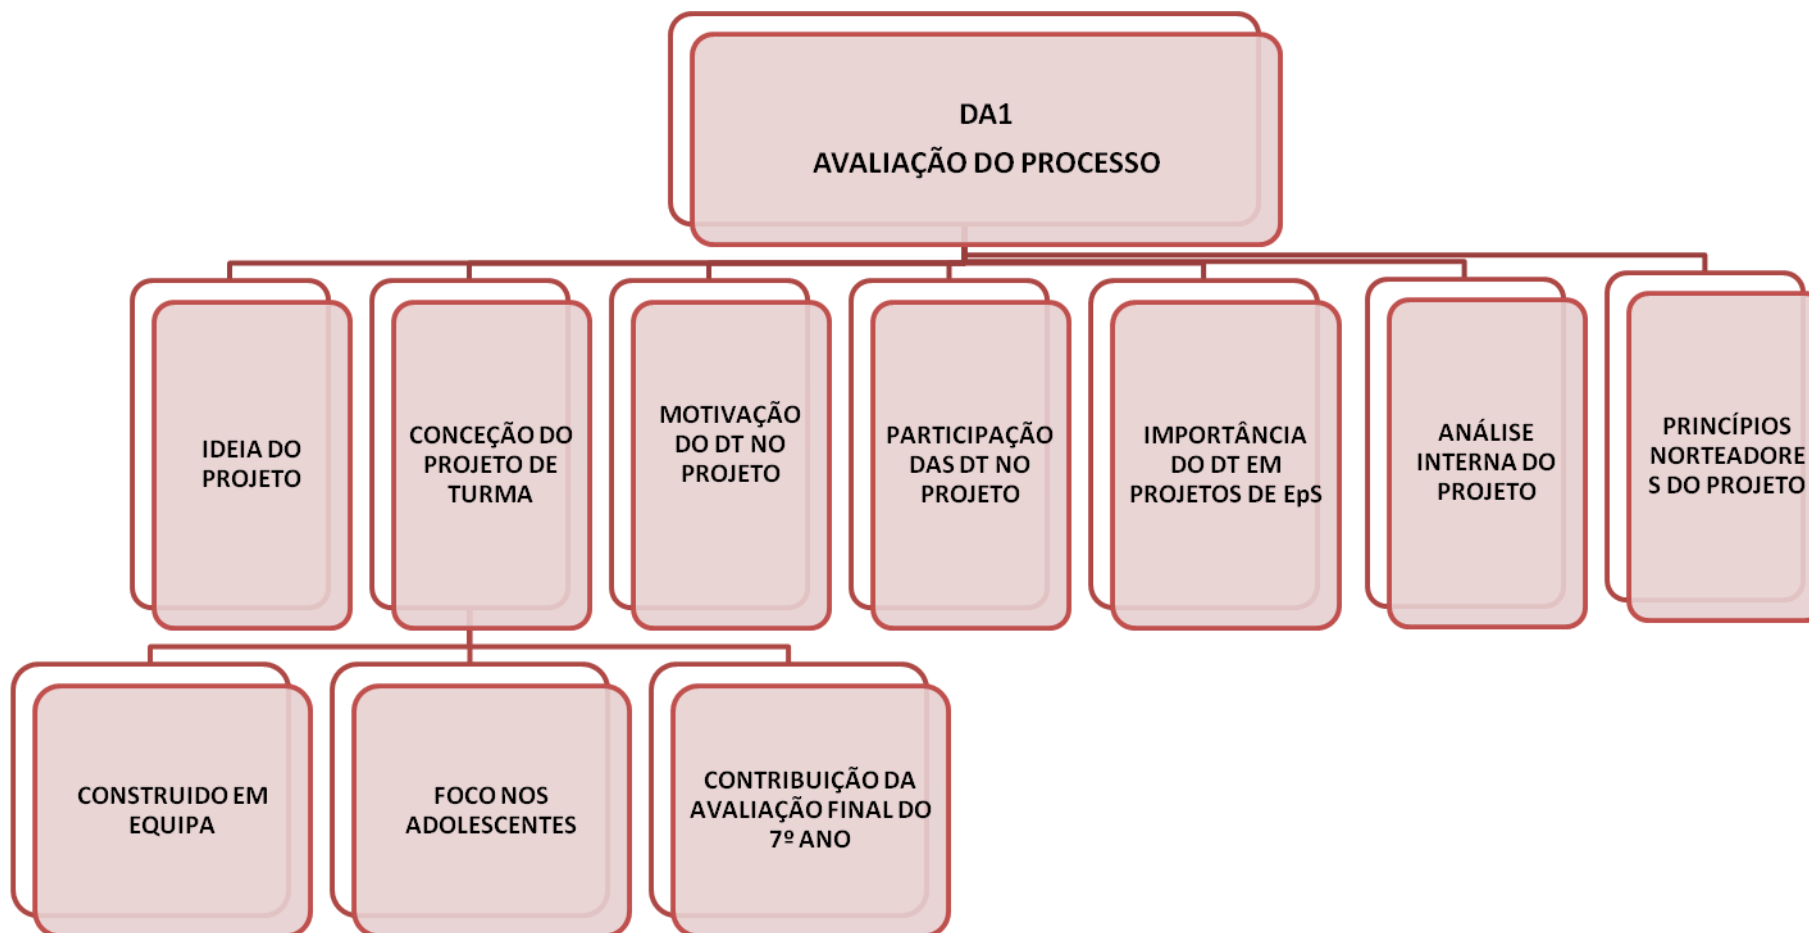 DA1
AVALIAÇÃO DO PROCESSO
IDEIA DO
PROJETO
CONCEÇÃO DO
PROJETO DE
TURMA
MOTIVAÇÃO
DO DT NO
PROJETO
PARTICIPAÇÃO
DAS DT NO
PROJETO
IMPORTÂNCIA
DO DT EM
PROJETOS DE EpS
ANÁLISE
INTERNA DO
PROJETO
PRINCÍPIOS
NORTEADORE
S DO PROJETO
CONSTRUIDO EM
EQUIPA
FOCO NOS
ADOLESCENTES
CONTRIBUIÇÃO DA
AVALIAÇÃO FINAL DO
7º ANO